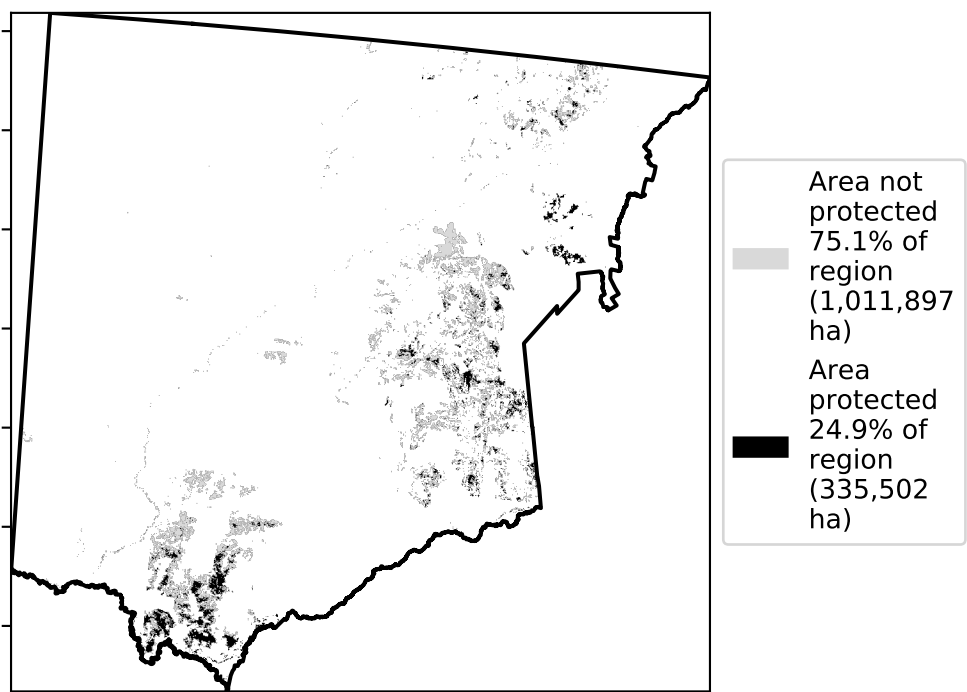 Area not
protected
75.1% of
region
(1,011,897
ha)
Area
protected
24.9% of
region
(335,502
ha)